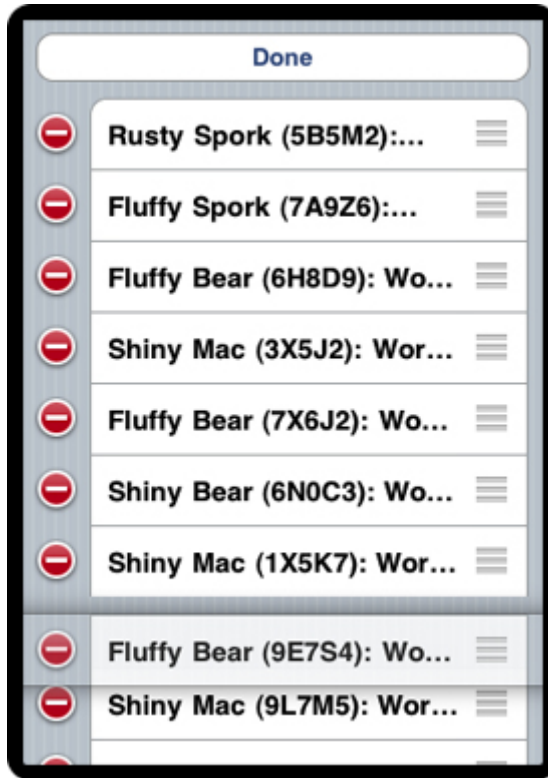 Done
Rusty Spork (5B5M2):...
Fluffy Spork (7A9Z6):...
Fluffy Bear (6H8D9): Wo...
Shiny Mac (3X5J2): Wor...
Fluffy Bear (7X6J2): Wo...
Shiny Bear (6N0C3): Wo...
Shiny Mac (1X5K7): Wor...
Fluffy Bear (9E7S4): Wo...
Shiny Mac (9L7M5): Wor...